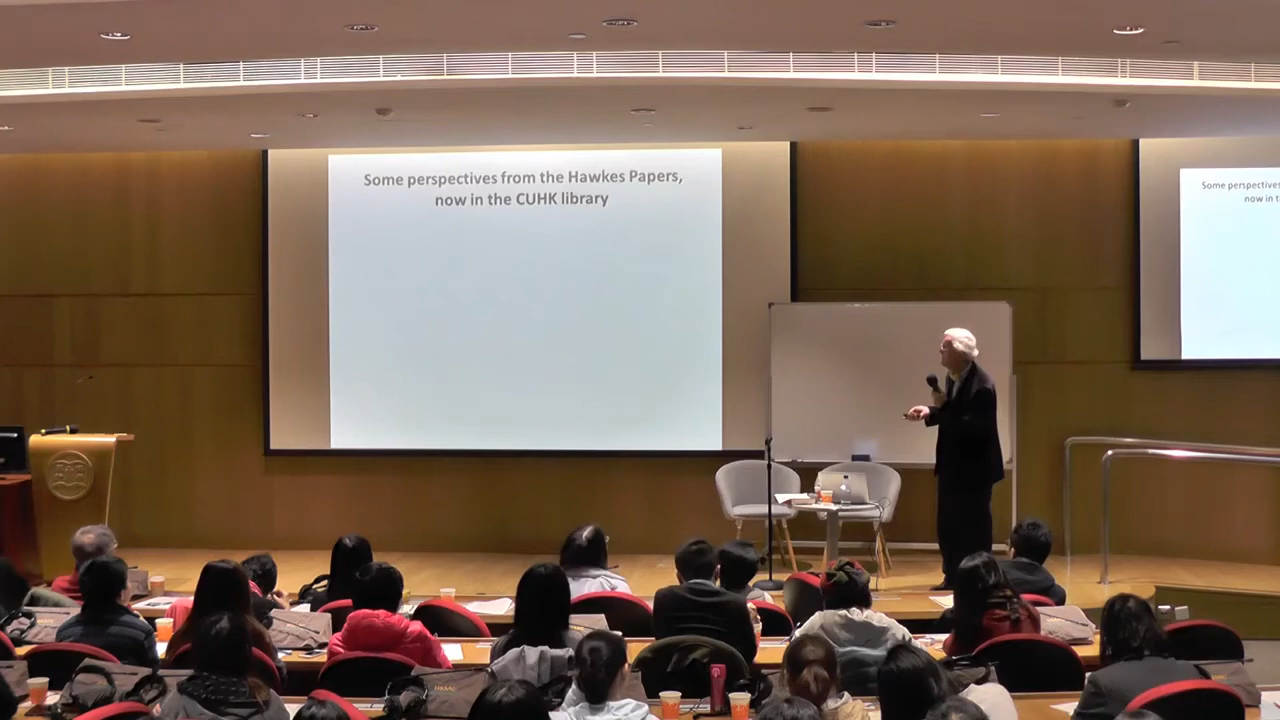 Some perspectives from the Hawkes Papers,
now in the CUHK library
Some perspectives
now in t